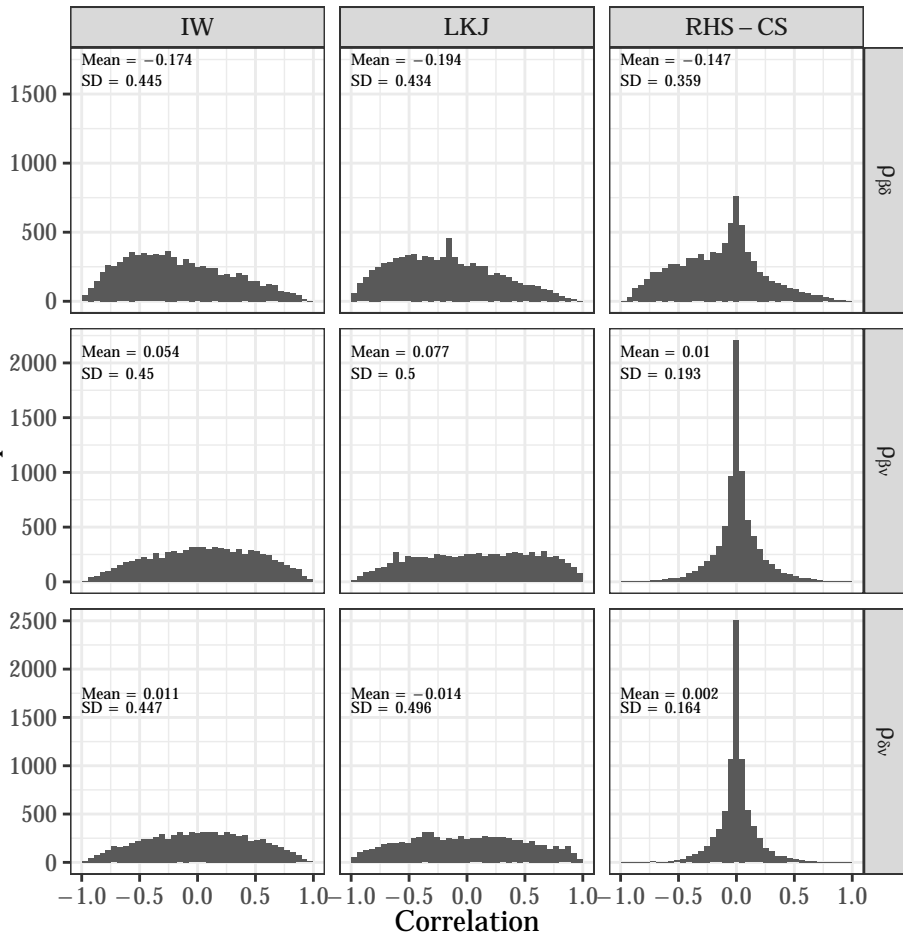 IW LKJ RHS – CS
Mean = −0.174
SD = 0.445
Mean = −0.194
SD = 0.434
Mean = −0.147
SD = 0.359
1500
1000
500
0
ρβδ
Mean = 0.054
SD = 0.45
Mean = 0.077
SD = 0.5
Mean = 0.01
SD = 0.193
2000
1500
1000
500
0
ρβν
Mean = 0.011
SD = 0.447
Mean = −0.014
SD = 0.496
Mean = 0.002
SD = 0.164
2500
2000
1500
1000
500
0
ρδν
−1.0 −0.5 0.0 0.5 1.0 −1.0 −0.5 0.0 0.5 1.0 −1.0 −0.5 0.0 0.5 1.0
Correlation